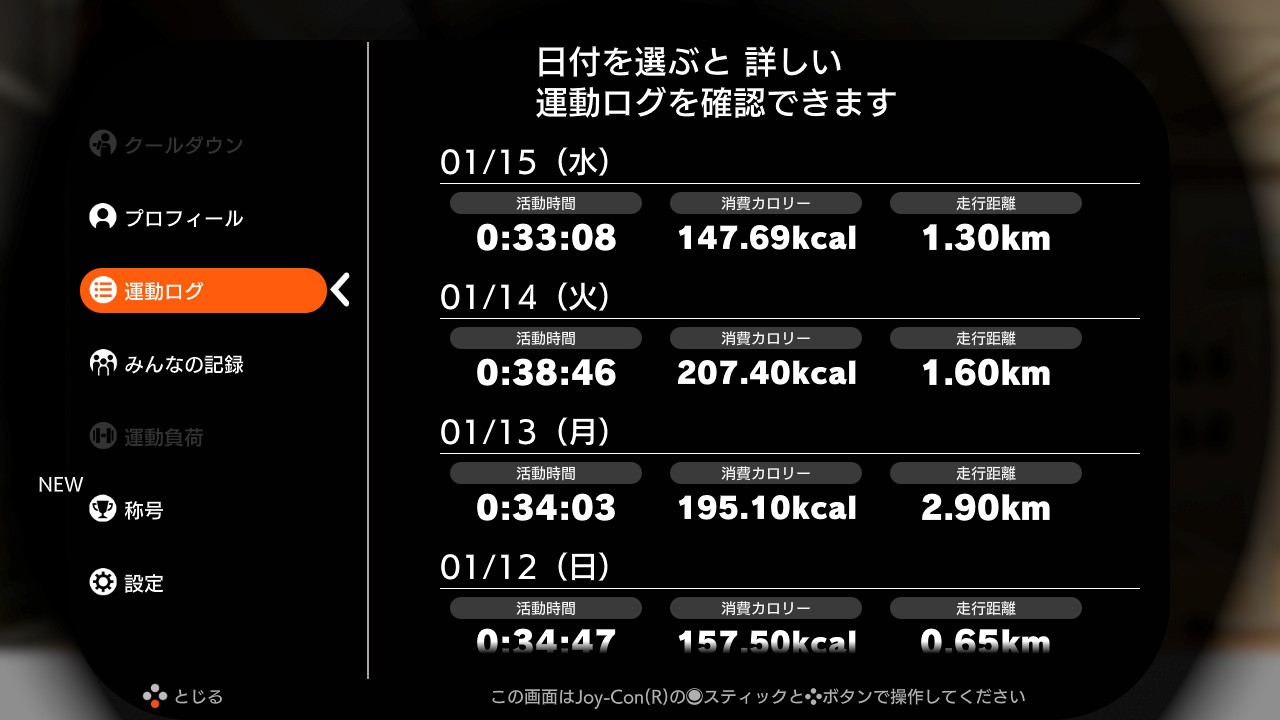 日付を選ぶと 詳しい
運動ログを確認できます
クールダウン
プロフィール
運動ログ
みんなの記録
運動負荷
NEW
称号
設定
01/15（水）
活動時間 消費カロリー 走行距離
0:33:08 147.69kcal 1.30km
01/14（火）
活動時間 消費カロリー 走行距離
0:38:46 207.40kcal 1.60km
01/13（月）
活動時間 消費カロリー 走行距離
0:34:03 195.10kcal 2.90km
01/12（日）
活動時間 消費カロリー 走行距離
0:34:47 157.50kcal 0.65km
とじる
この画面はJoy-Con(R)のスティックとボタンで操作してください